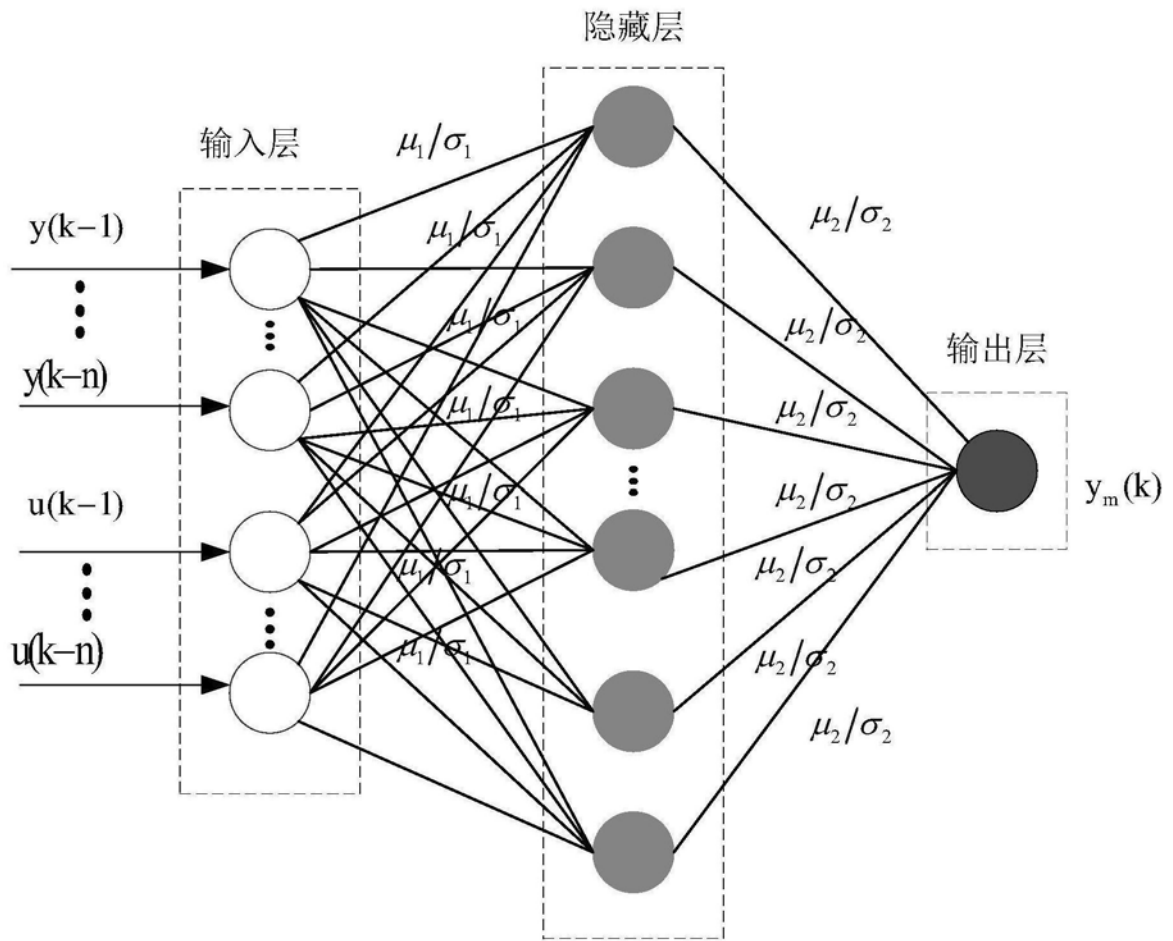 隐藏层
输入层
μ₁/σ₁
y(k−1)
μ₁/σ₁
μ₂/σ₂
μ₁/σ₁
μ₂/σ₂
输出层
y(k−n)
μ₁/σ₁
μ₂/σ₂
u(k−1)
μ₁/σ₁
μ₂/σ₂
yₘ(k)
μ₁/σ₁
μ₂/σ₂
u(k−n)
μ₁/σ₁
μ₂/σ₂
μ₂/σ₂